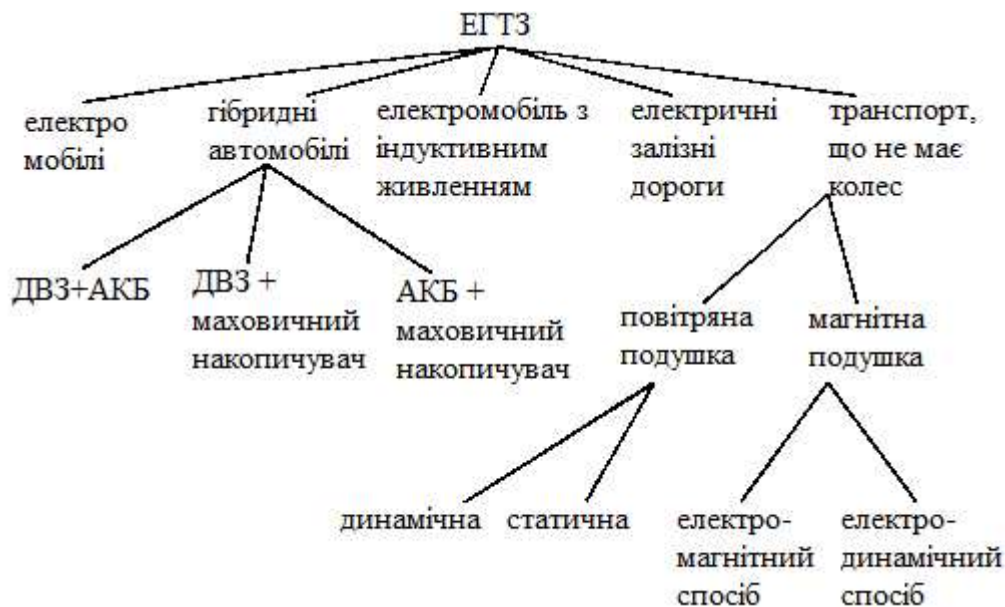 ЕГТЗ
електро
мобілі
гібридні
автомобілі
електромобіль з
індуктивним
живленням
електричні
залізні
дороги
транспорт,
що не має
колес
ДВЗ+АКБ
ДВЗ +
маховичний
накопичувач
АКБ +
маховичний
накопичувач
повітряна
подушка
магнітна
подушка
динамічна
статична
електро-
магнітний
спосіб
електро-
динамічний
спосіб